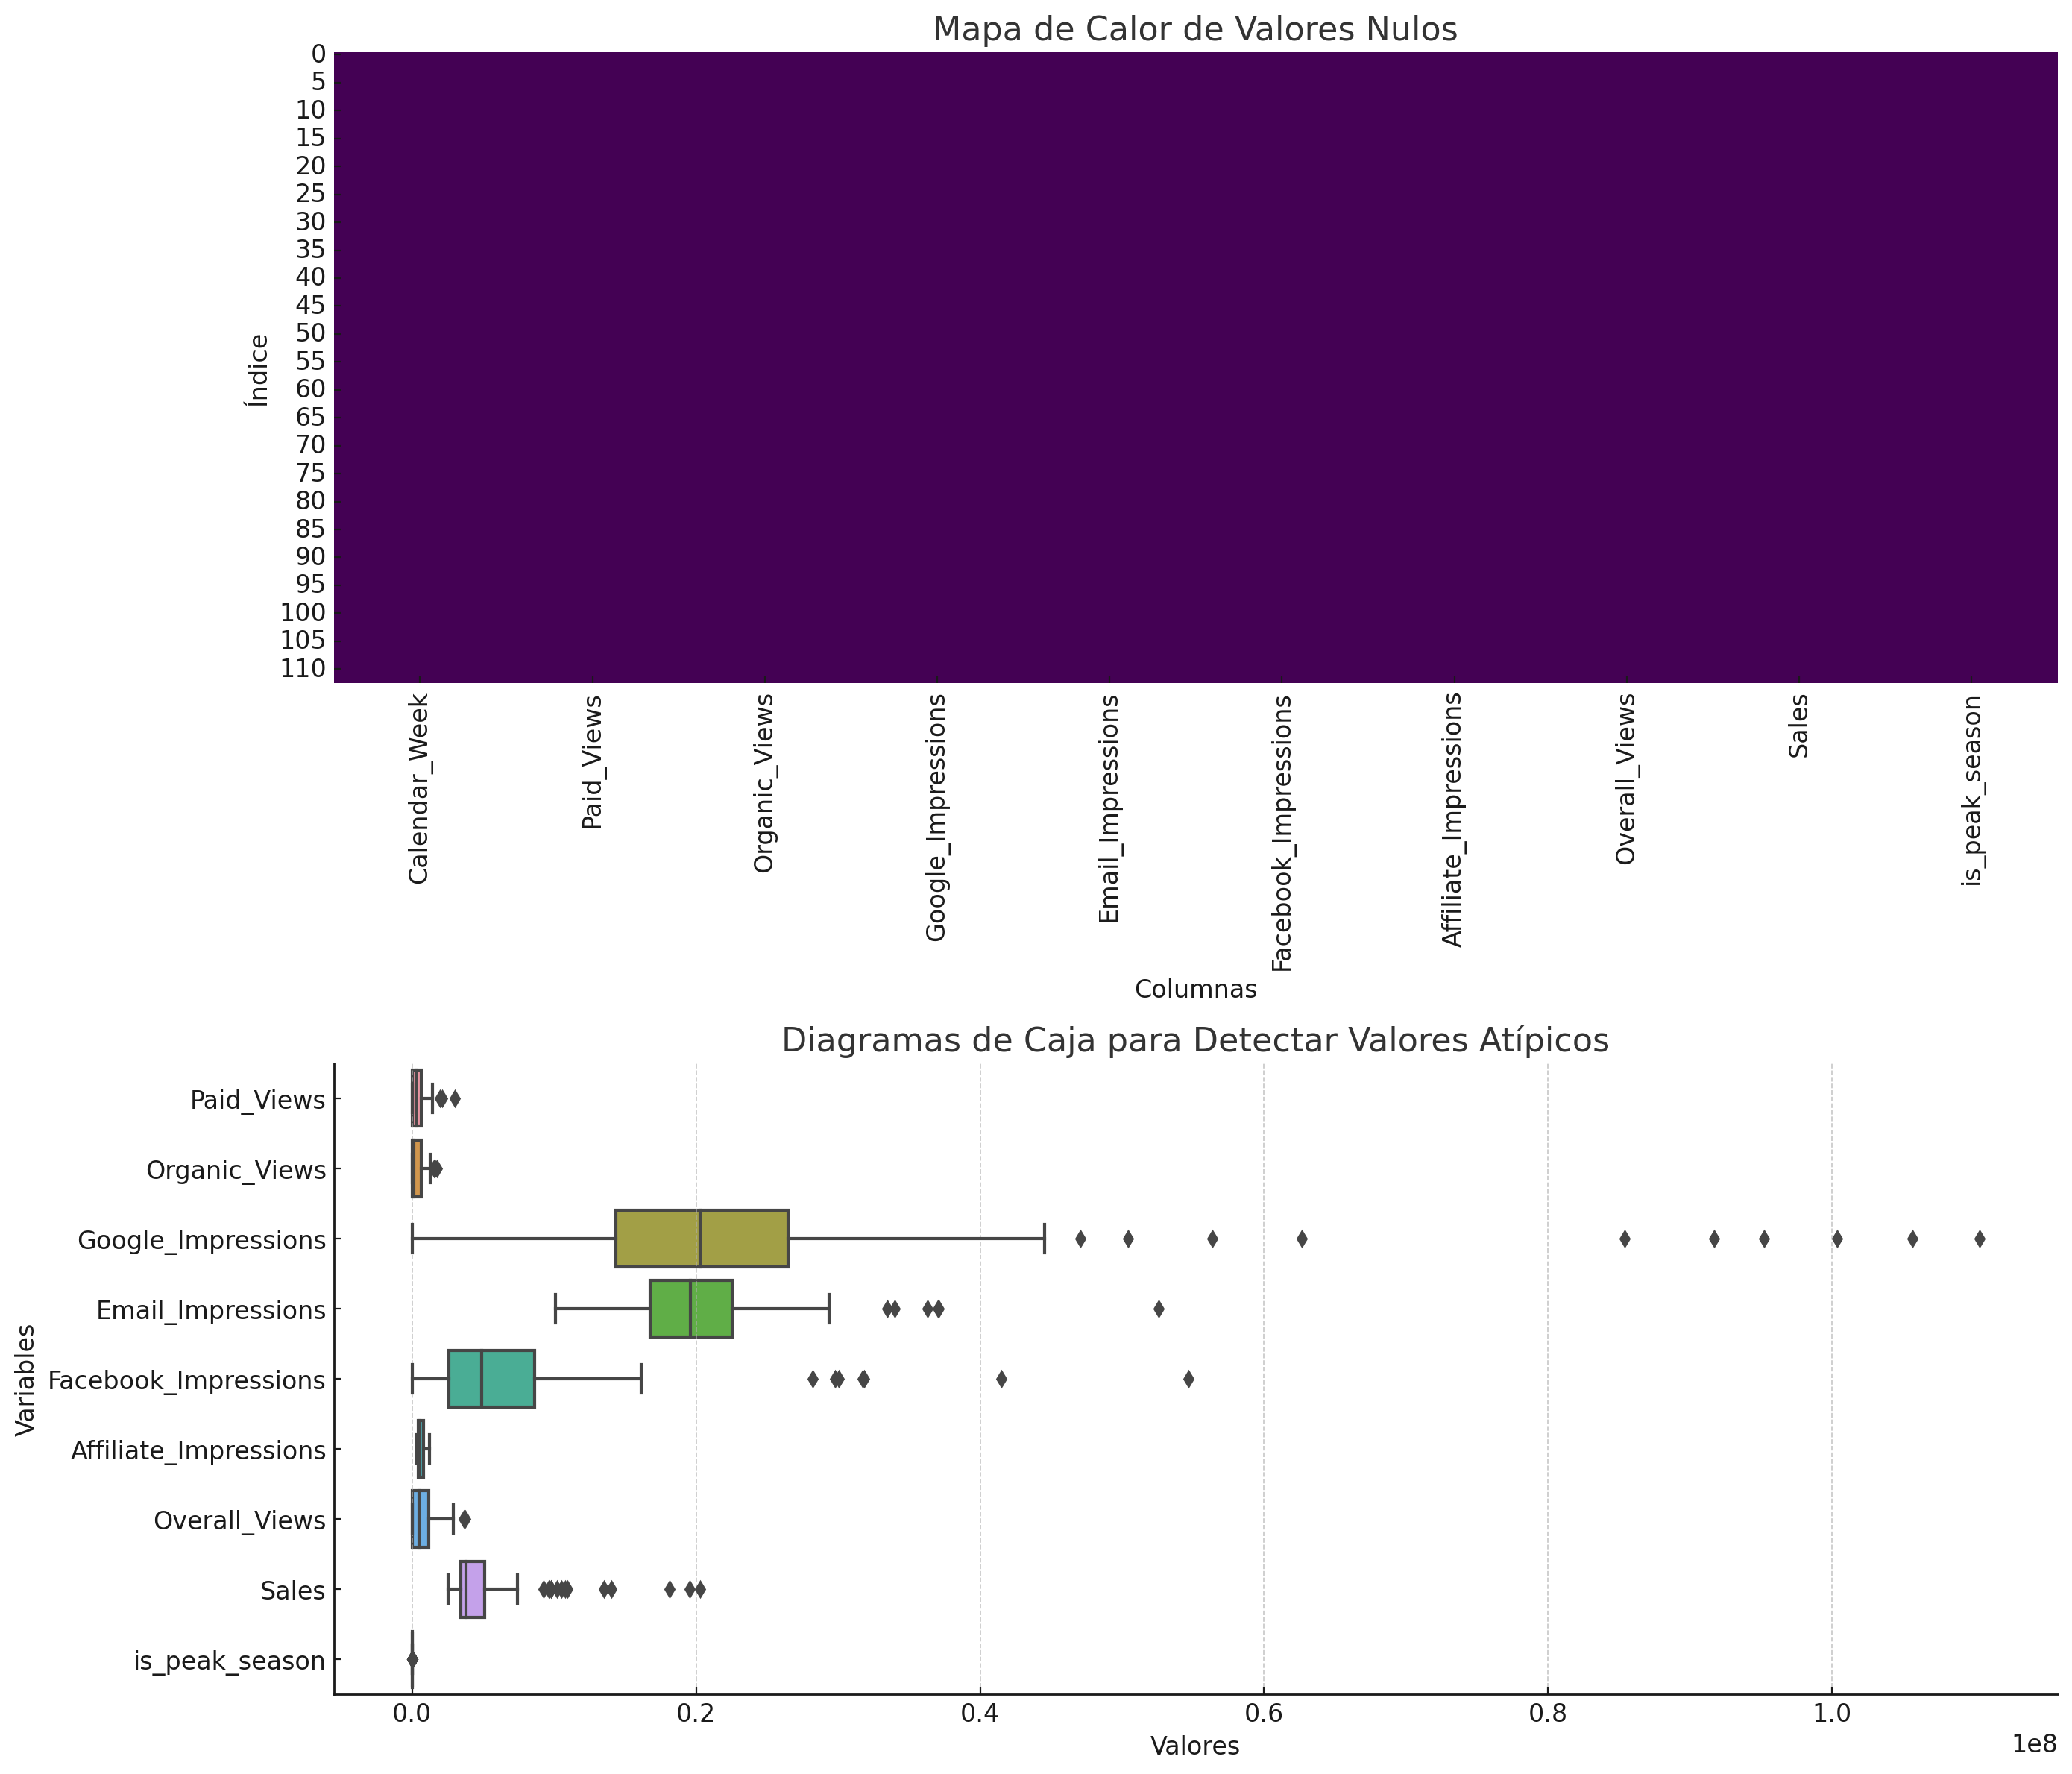 Mapa de Calor de Valores Nulos
0
5
10
15
20
25
30
35
40
45
50
55
60
65
70
75
80
85
90
95
100
105
110
Índice
Calendar_Week
Paid_Views
Organic_Views
Google_Impressions
Email_Impressions
Facebook_Impressions
Affiliate_Impressions
Overall_Views
Sales
is_peak_season
Columnas
Diagramas de Caja para Detectar Valores Atípicos
Paid_Views
Organic_Views
Google_Impressions
Email_Impressions
Facebook_Impressions
Affiliate_Impressions
Overall_Views
Sales
is_peak_season
Variables
0.0
0.2
0.4
0.6
0.8
1.0
Valores
1e8